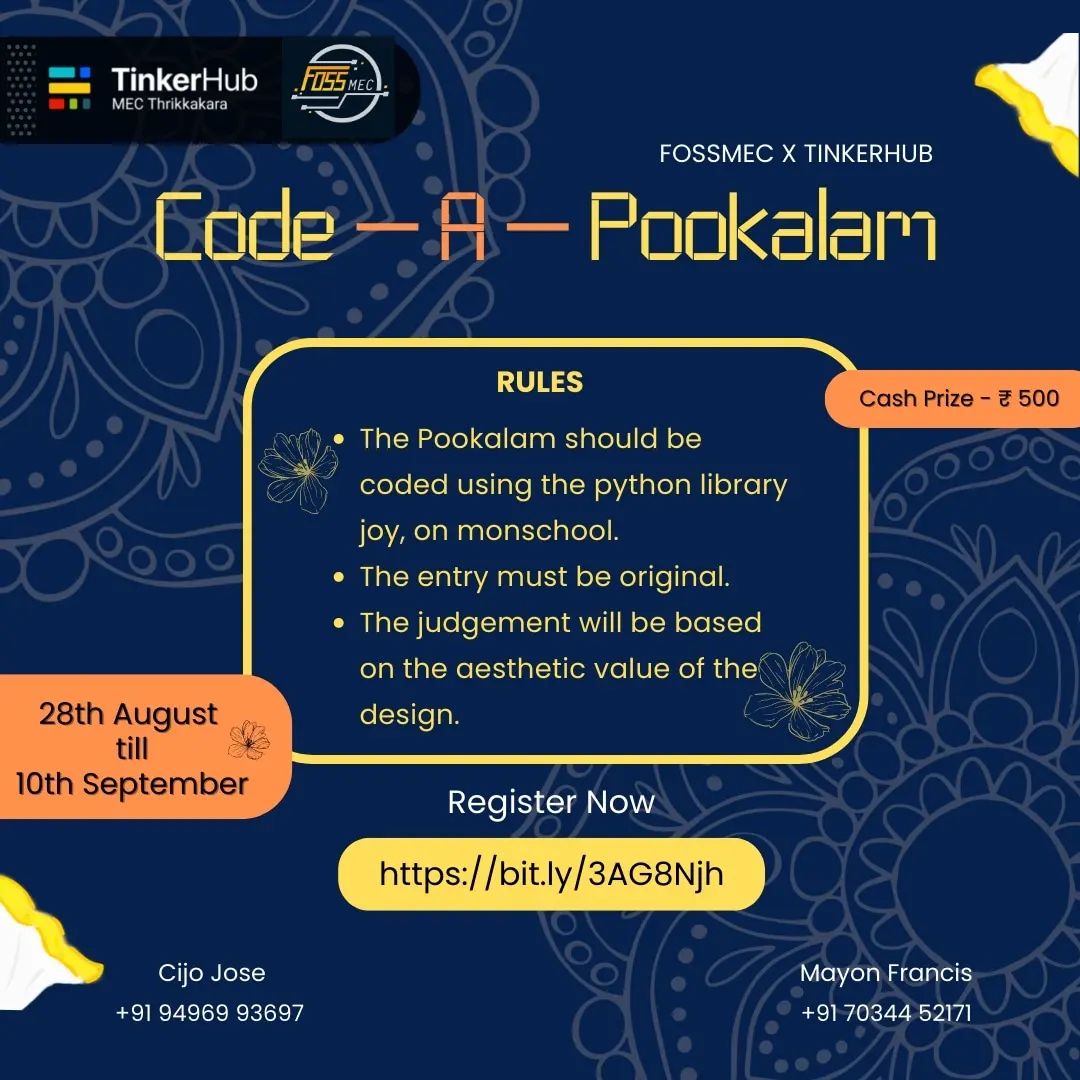 TinkerHub
MEC Thrikkakara
FOSS MEC
FOSSMEC X TINKERHUB
Code – A – Pookalam
RULES
Cash Prize - ₹ 500
• The Pookalam should be
coded using the python library
joy, on monschool.
• The entry must be original.
• The judgement will be based
on the aesthetic value of the
design.
28th August
till
10th September
Register Now
https://bit.ly/3AG8Njh
Cijo Jose
+91 94969 93697
Mayon Francis
+91 70344 52171